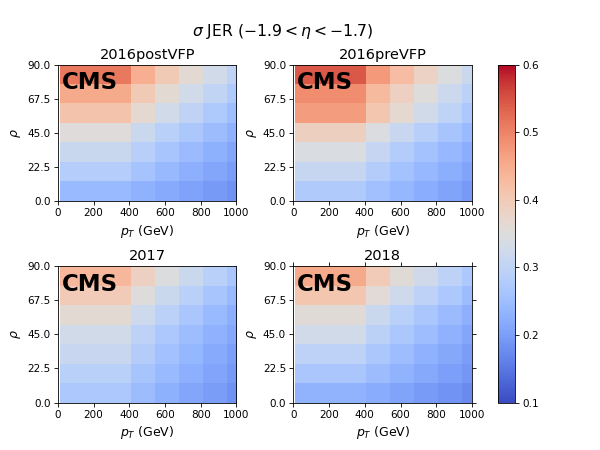 σ JER (−1.9 < η < −1.7)
2016postVFP
2016preVFP
CMS
CMS
90.0
67.5
45.0
22.5
0.0
ρ
0 200 400 600 800 1000
p_T (GeV)
90.0
67.5
45.0
22.5
0.0
ρ
0 200 400 600 800 1000
p_T (GeV)
2017
2018
CMS
CMS
90.0
67.5
45.0
22.5
0.0
ρ
0 200 400 600 800 1000
p_T (GeV)
90.0
67.5
45.0
22.5
0.0
ρ
0 200 400 600 800 1000
p_T (GeV)
0.6
0.5
0.4
0.3
0.2
0.1